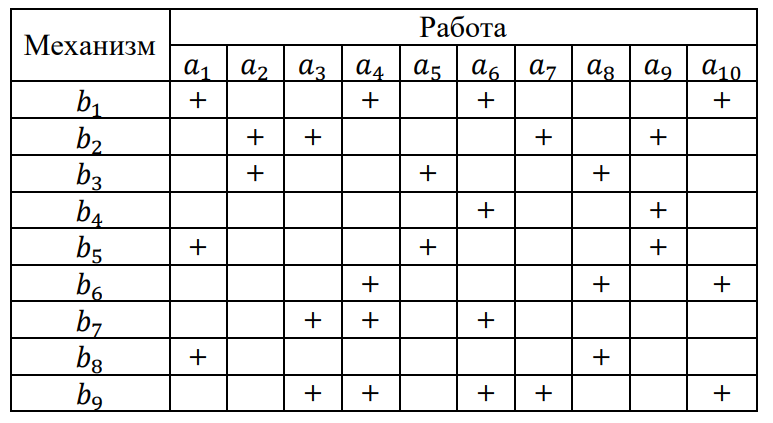 Механизм Работа
a₁ a₂ a₃ a₄ a₅ a₆ a₇ a₈ a₉ a₁₀
b₁ + + + +
b₂ + + + +
b₃ + + +
b₄ + +
b₅ + + +
b₆ + + +
b₇ + + +
b₈ + +
b₉ + + + + +